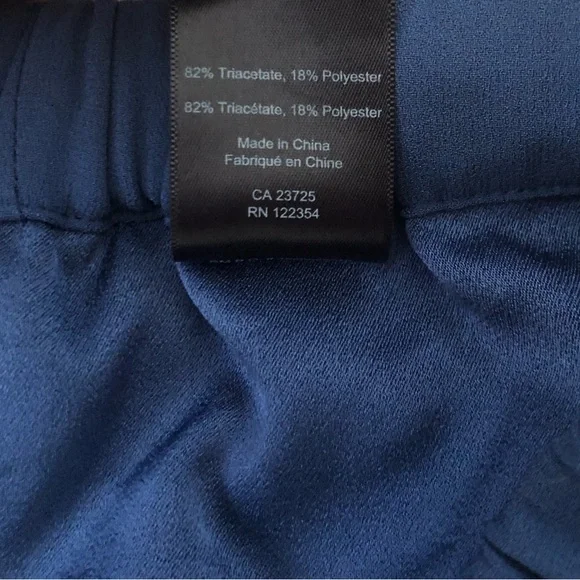 82% Triacetate, 18% Polyester
82% Triacétate, 18% Polyester
Made in China
Fabriqué en Chine
CA 23725
RN 122354